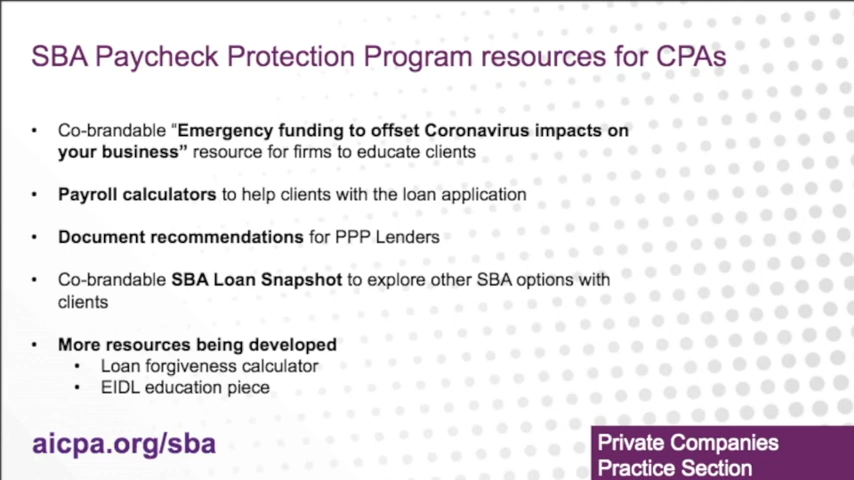 SBA Paycheck Protection Program resources for CPAs
• Co-brandable “Emergency funding to offset Coronavirus impacts on
your business” resource for firms to educate clients
• Payroll calculators to help clients with the loan application
• Document recommendations for PPP Lenders
• Co-brandable SBA Loan Snapshot to explore other SBA options with
clients
• More resources being developed
• Loan forgiveness calculator
• EIDL education piece
aicpa.org/sba
Private Companies
Practice Section